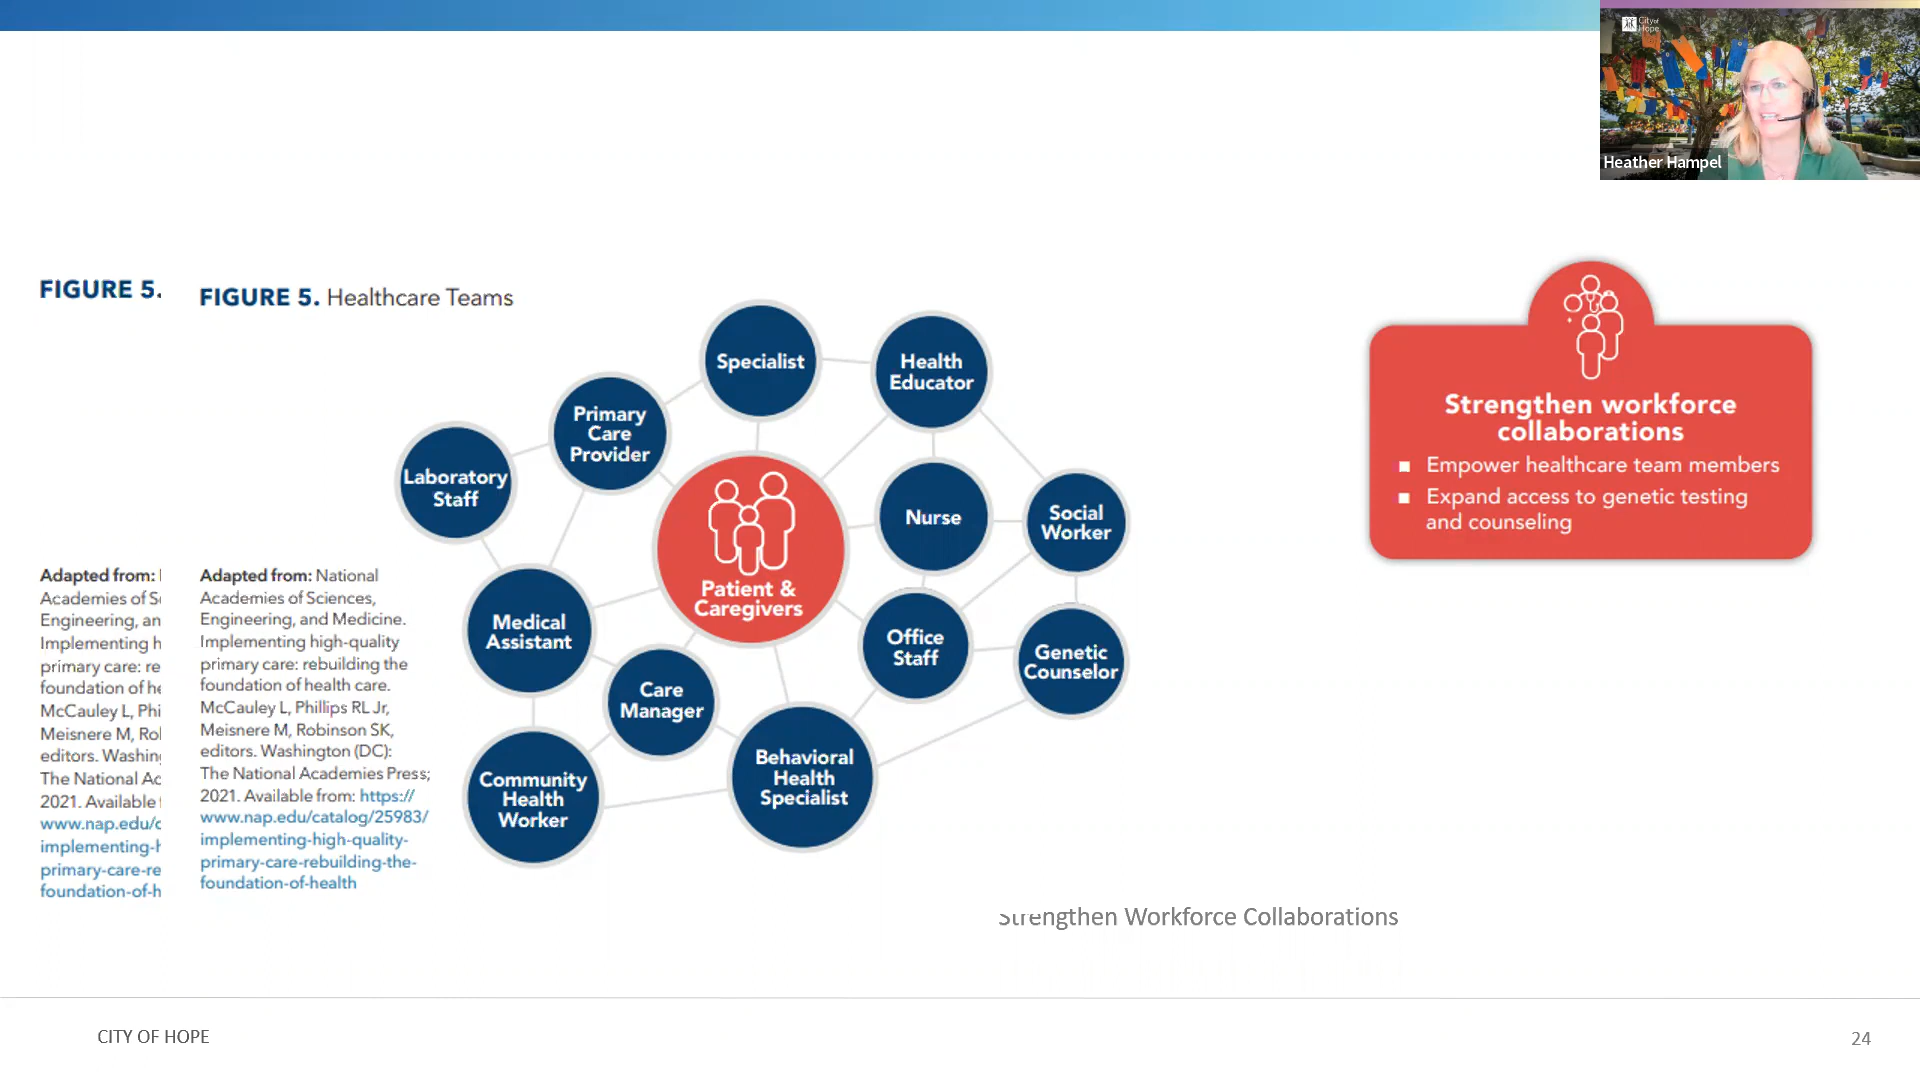 City of
Hope
Heather Hampel
FIGURE 5.
FIGURE 5. Healthcare Teams
Specialist
Health
Educator
Primary
Care
Provider
Laboratory
Staff
Nurse
Social
Worker
Patient &
Caregivers
Medical
Assistant
Office
Staff
Genetic
Counselor
Care
Manager
Behavioral
Health
Specialist
Community
Health
Worker
Strengthen workforce
collaborations
▪ Empower healthcare team members
▪ Expand access to genetic testing
and counseling
Adapted from:
Academies of S
Engineering, an
Implementing h
primary care: re
foundation of he
McCauley L, Phi
Meisnere M, Rol
editors. Washing
The National Ac
2021. Available
www.nap.edu/c
implementing-h
primary-care-re
foundation-of-h
Adapted from: National
Academies of Sciences,
Engineering, and Medicine.
Implementing high-quality
primary care: rebuilding the
foundation of health care.
McCauley L, Phillips RL Jr,
Meisnere M, Robinson SK,
editors. Washington (DC):
The National Academies Press;
2021. Available from: https://
www.nap.edu/catalog/25983/
implementing-high-quality-
primary-care-rebuilding-the-
foundation-of-health
Strengthen Workforce Collaborations
CITY OF HOPE
24